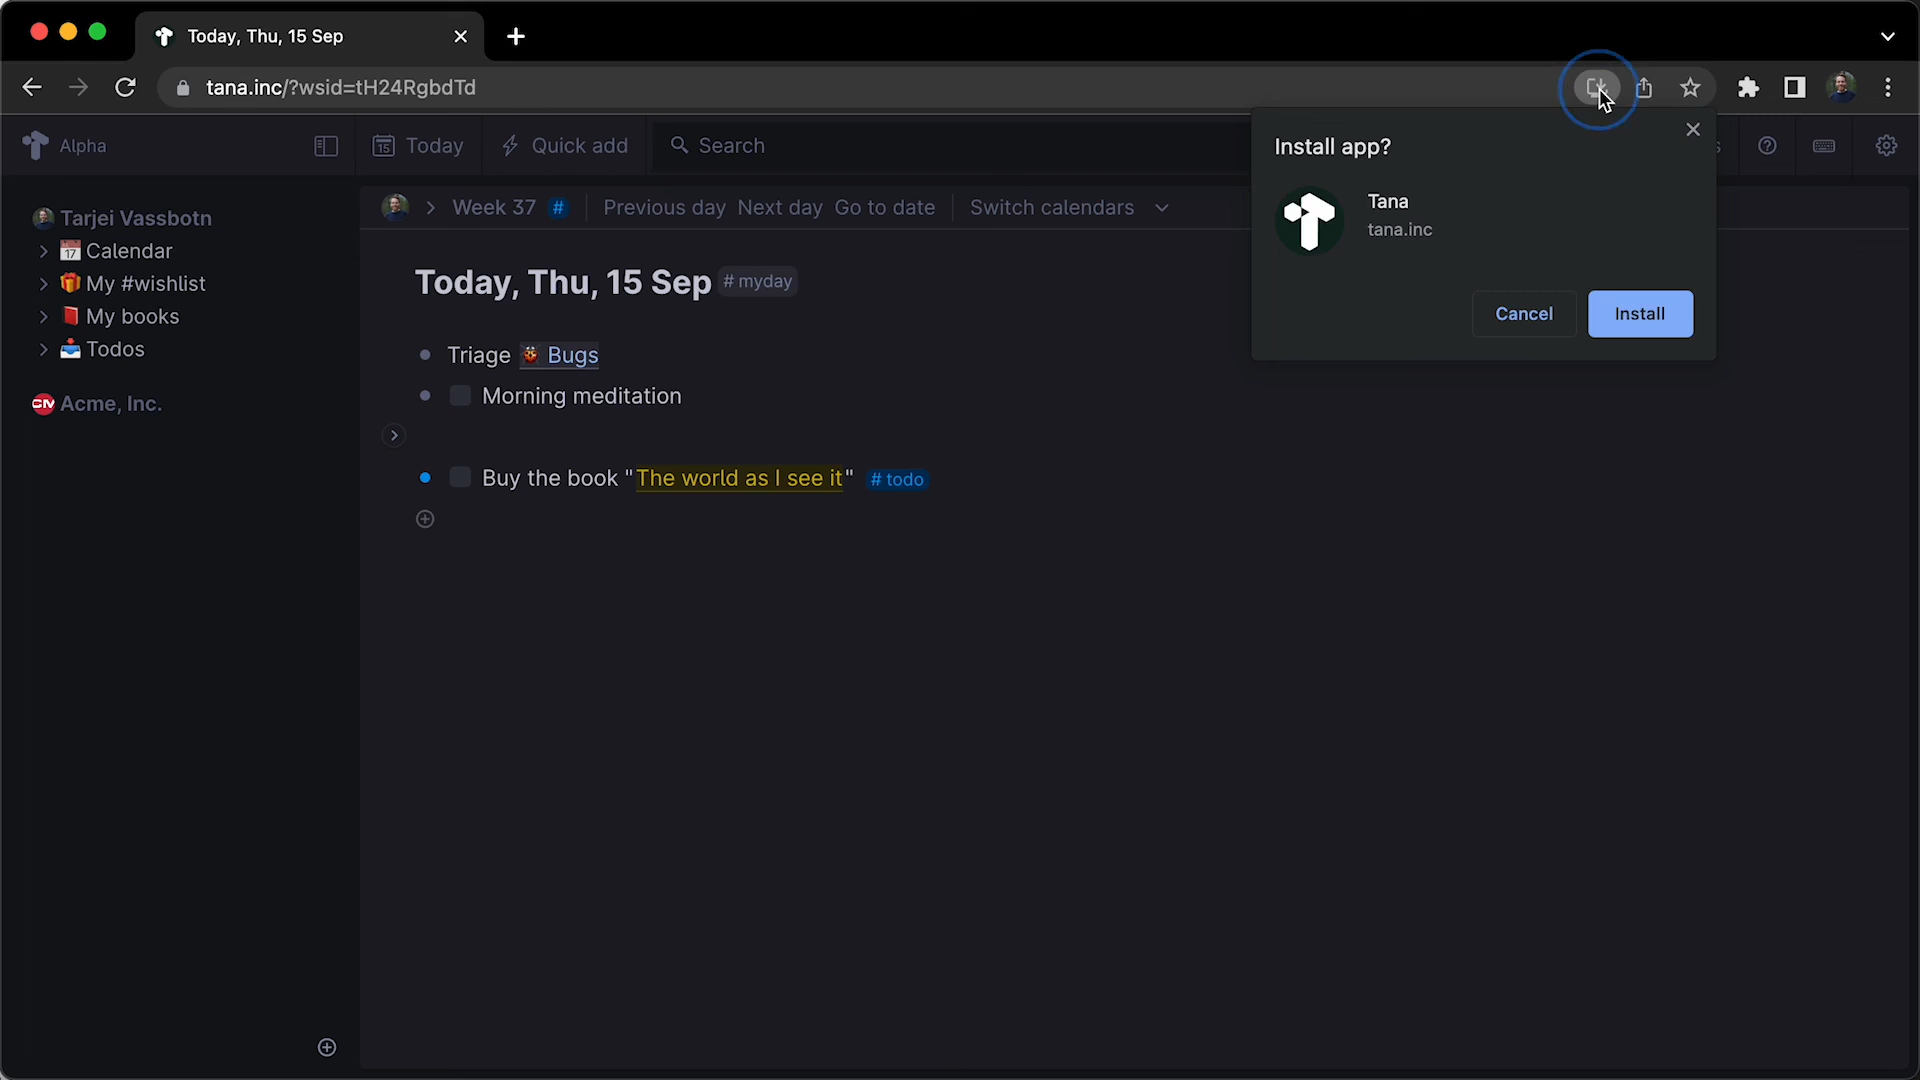 Today, Thu, 15 Sep
tana.inc/?wsid=tH24RgbdTd
Alpha
15
Today
Quick add
Search
Install app?
Tana
tana.inc
Cancel
Install
Tarjei Vassbotn
17 Calendar
My #wishlist
My books
Todos
Acme, Inc.
Week 37 #
Previous day Next day Go to date
Switch calendars
Today, Thu, 15 Sep # myday
Triage Bugs
Morning meditation
Buy the book "The world as I see it" # todo